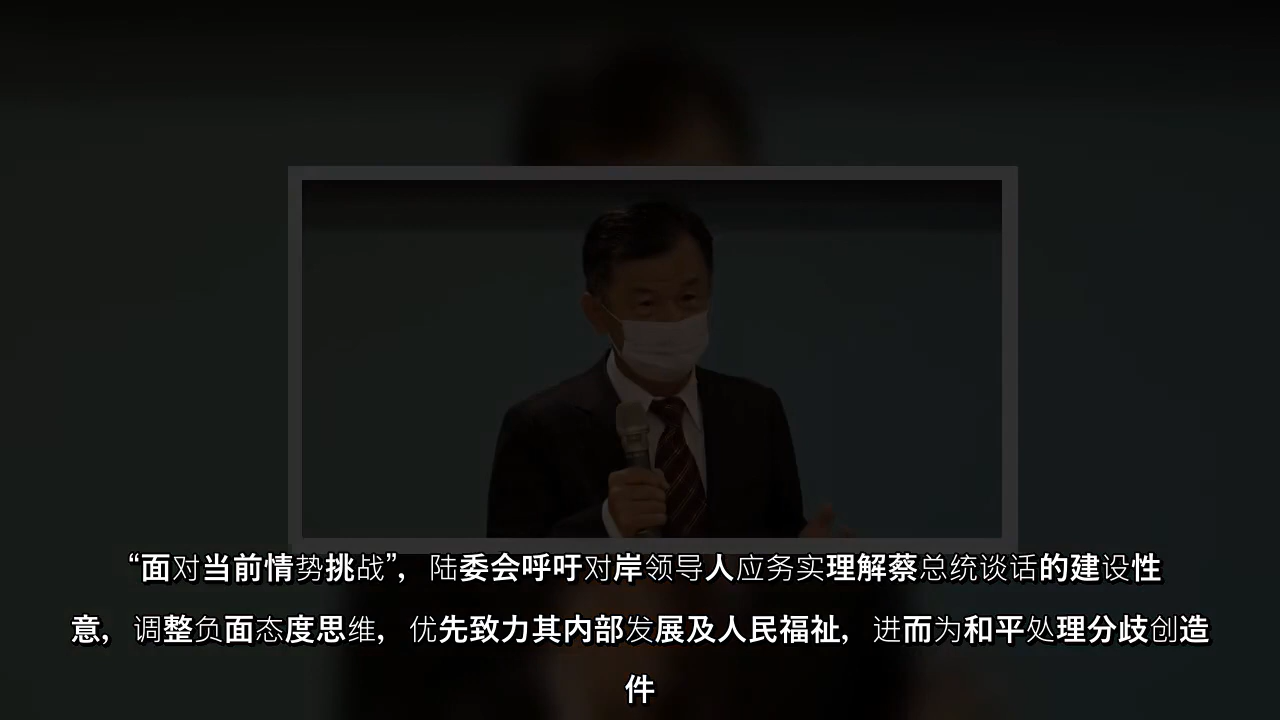 “面对当前情势挑战”，陆委会呼吁对岸领导人应务实理解蔡总统谈话的建设性
意，调整负面态度思维，优先致力其内部发展及人民福祉，进而为和平处理分歧创造
件